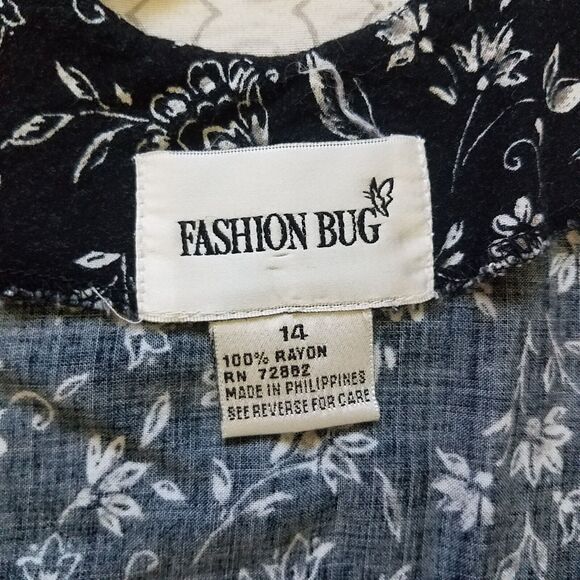 FASHION BUG
14
100% RAYON
RN 72882
MADE IN PHILIPPINES
SEE REVERSE FOR CARE